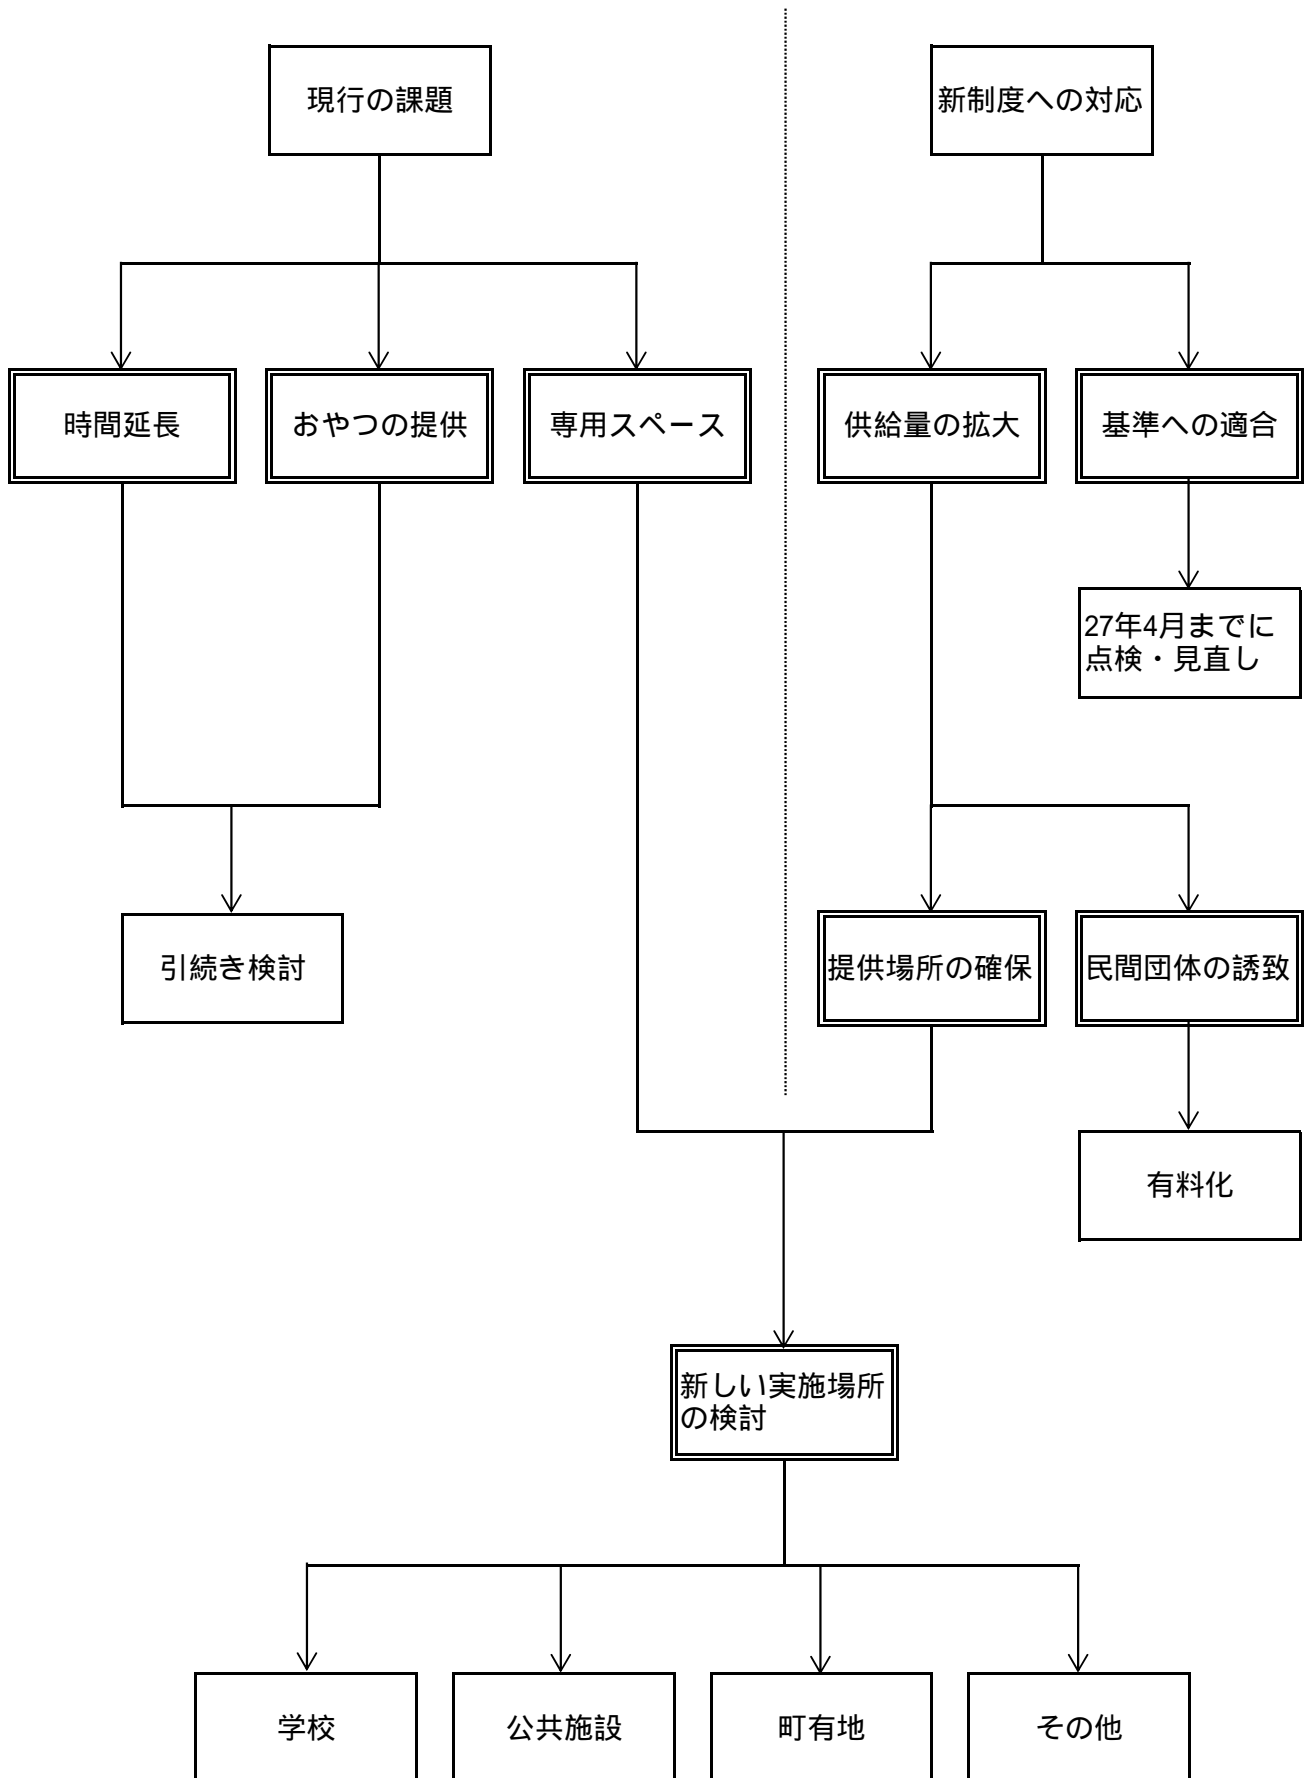 現行の課題
新制度への対応
時間延長
おやつの提供
専用スペース
供給量の拡大
基準への適合
27年4月までに
点検・見直し
引続き検討
提供場所の確保
民間団体の誘致
有料化
新しい実施場所
の検討
学校
公共施設
町有地
その他